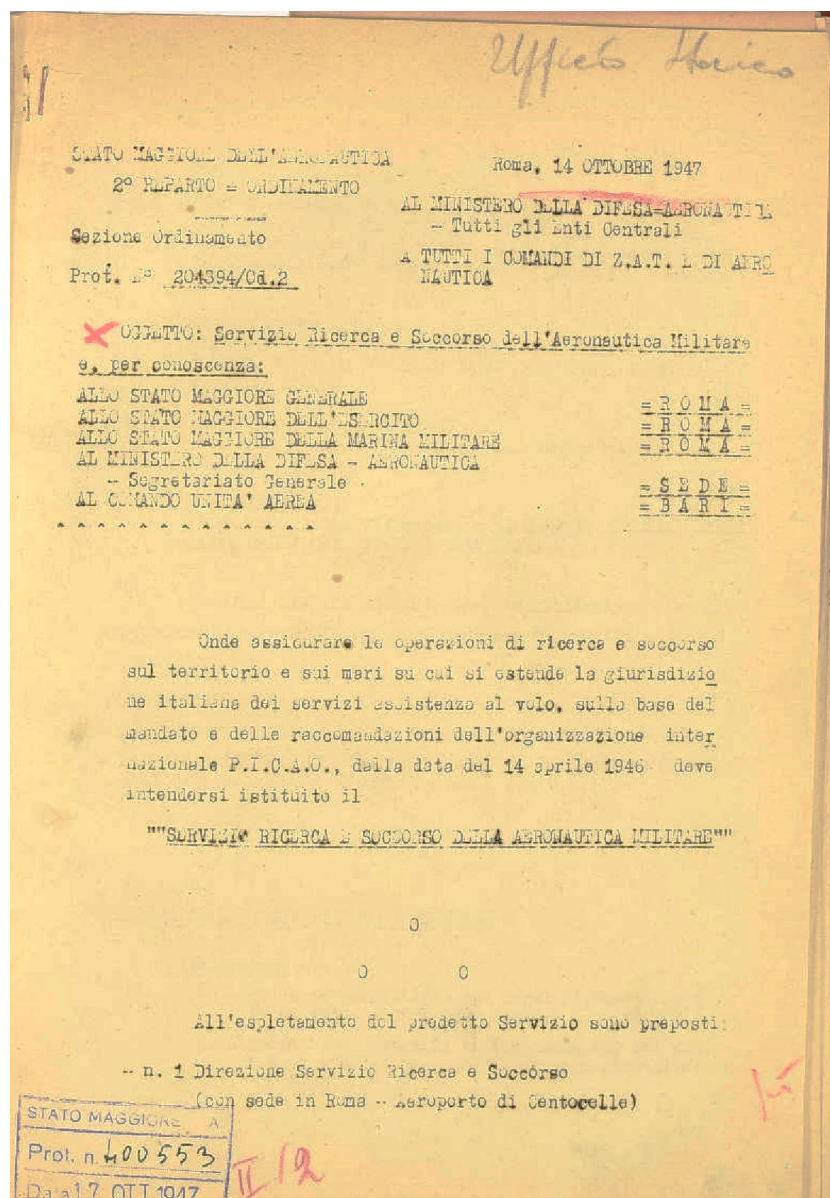 Ufficio Storico
STATO MAGGIORE DELL'AERONAUTICA
2° REPARTO = ORDINAMENTO
Roma, 14 OTTOBRE 1947
AL MINISTERO DELLA DIFESA=AERONAUTICA
- Tutti gli Enti Centrali
Sezione Ordinamento
A TUTTI I COMANDI DI Z.A.T. E DI AERO
NAUTICA
Prot. N° 204394/Od.2
OGGETTO: Servizio Ricerca e Soccorso dell'Aeronautica Militare
e, per conoscenza:
ALLO STATO MAGGIORE GENERALE = R O M A =
ALLO STATO MAGGIORE DELL'ESERCITO = R O M A =
ALLO STATO MAGGIORE DELLA MARINA MILITARE = R O M A =
AL MINISTERO DELLA DIFESA - AERONAUTICA
- Segretariato Generale - = S E D E =
AL COMANDO UNITA' AEREA = B A R I =
^ ^ ^ ^ ^ ^ ^ ^ ^ ^ ^ ^ ^
Onde assicurare le operazioni di ricerca e soccorso
sul territorio e sui mari su cui si estende la giurisdizio
ne italiana dei servizi assistenza al volo, sulla base del
mandato e delle raccomandazioni dell'organizzazione inter
nazionale P.I.C.A.O., dalla data del 14 aprile 1946 deve
intendersi istituito il
""SERVIZIO RICERCA E SOCCORSO DELLA AERONAUTICA MILITARE""
O
O O
All'espletamento del predetto Servizio sono preposti:
- n. 1 Direzione Servizio Ricerca e Soccorso
(con sede in Roma - Aeroporto di Centocelle)
STATO MAGGIORE A
Prot. n. 400553
Data 17 OTT 1947
II/2